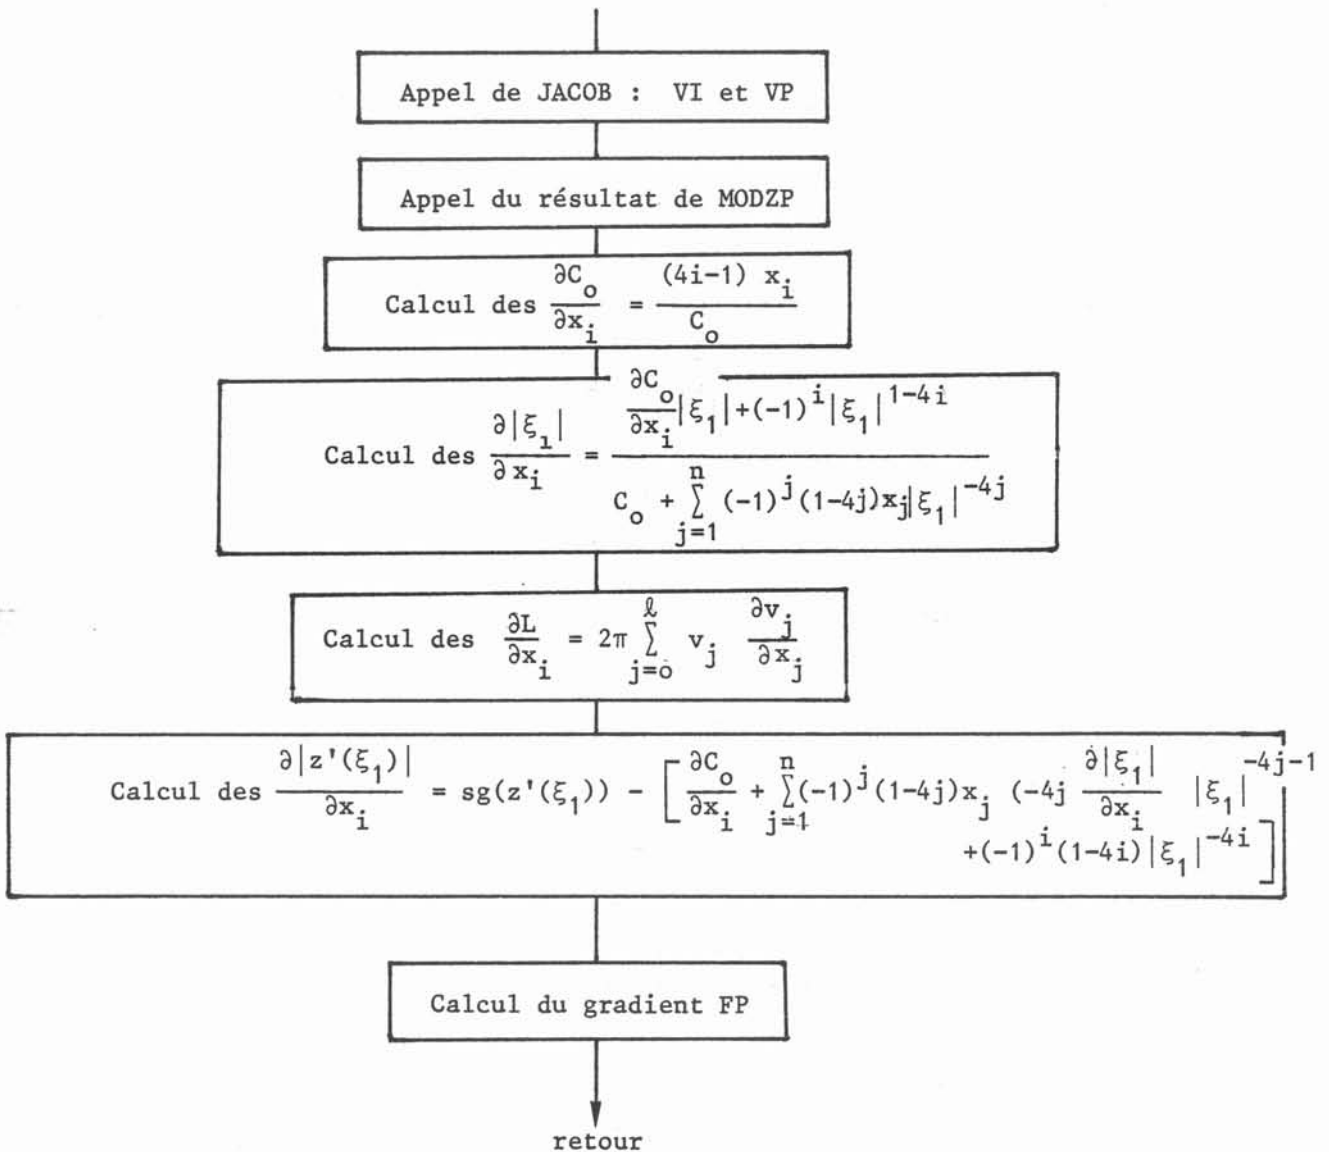 Appel de JACOB : VI et VP
Appel du résultat de MODZP
Calcul des ∂C_o/∂x_i = (4i-1) x_i / C_o
Calcul des ∂|ξ_1|/∂x_i = (∂C_o/∂x_i |ξ_1| + (-1)^i |ξ_1|^{1-4i}) / (C_o + Σ_{j=1}^{n} (-1)^j (1-4j) x_j |ξ_1|^{-4j})
Calcul des ∂L/∂x_i = 2π Σ_{j=o}^{ℓ} v_j ∂v_j/∂x_j
Calcul des ∂|z'(ξ_1)|/∂x_i = sg(z'(ξ_1)) - [ ∂C_o/∂x_i + Σ_{j=1}^{n} (-1)^j (1-4j) x_j (-4j ∂|ξ_1|/∂x_i |ξ_1|^{-4j-1}
+(-1)^i (1-4i) |ξ_1|^{-4i} ]
Calcul du gradient FP
retour